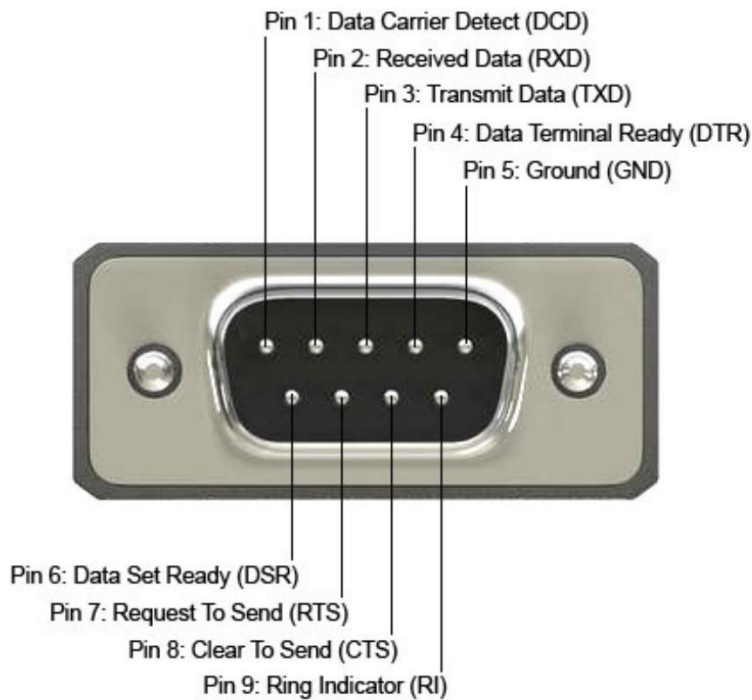 Pin 1: Data Carrier Detect (DCD)
Pin 2: Received Data (RXD)
Pin 3: Transmit Data (TXD)
Pin 4: Data Terminal Ready (DTR)
Pin 5: Ground (GND)
Pin 6: Data Set Ready (DSR)
Pin 7: Request To Send (RTS)
Pin 8: Clear To Send (CTS)
Pin 9: Ring Indicator (RI)